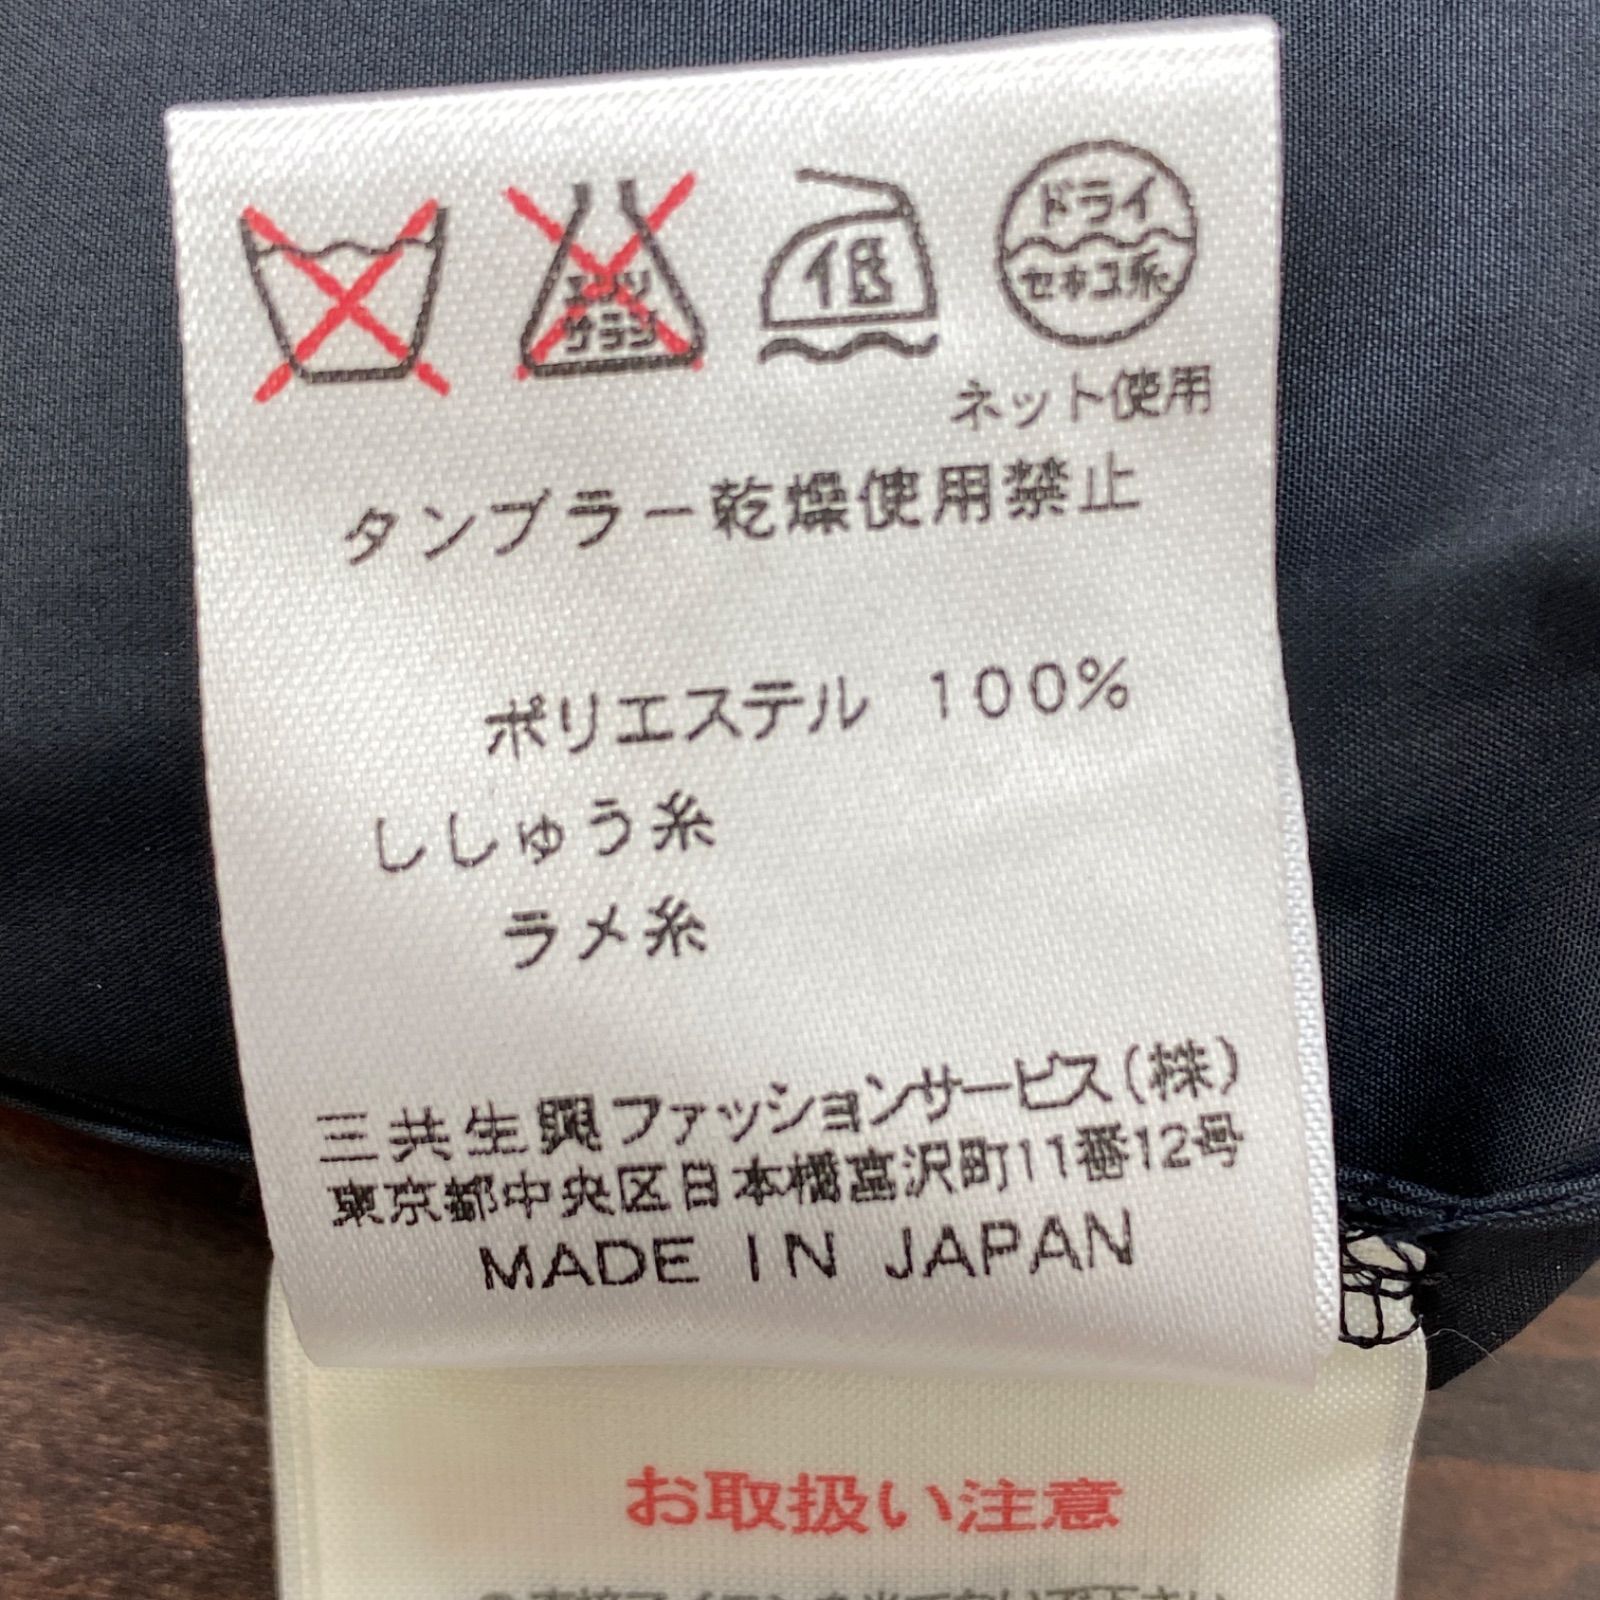 エンソ
サラシ
低
ドライ
セキユ系
ネット使用
タンブラー乾燥使用禁止
ポリエステル 100%
ししゅう糸
ラメ糸
三共生興ファッションサービス(株)
東京都中央区日本橋富沢町11番12号
MADE IN JAPAN
お取扱い注意